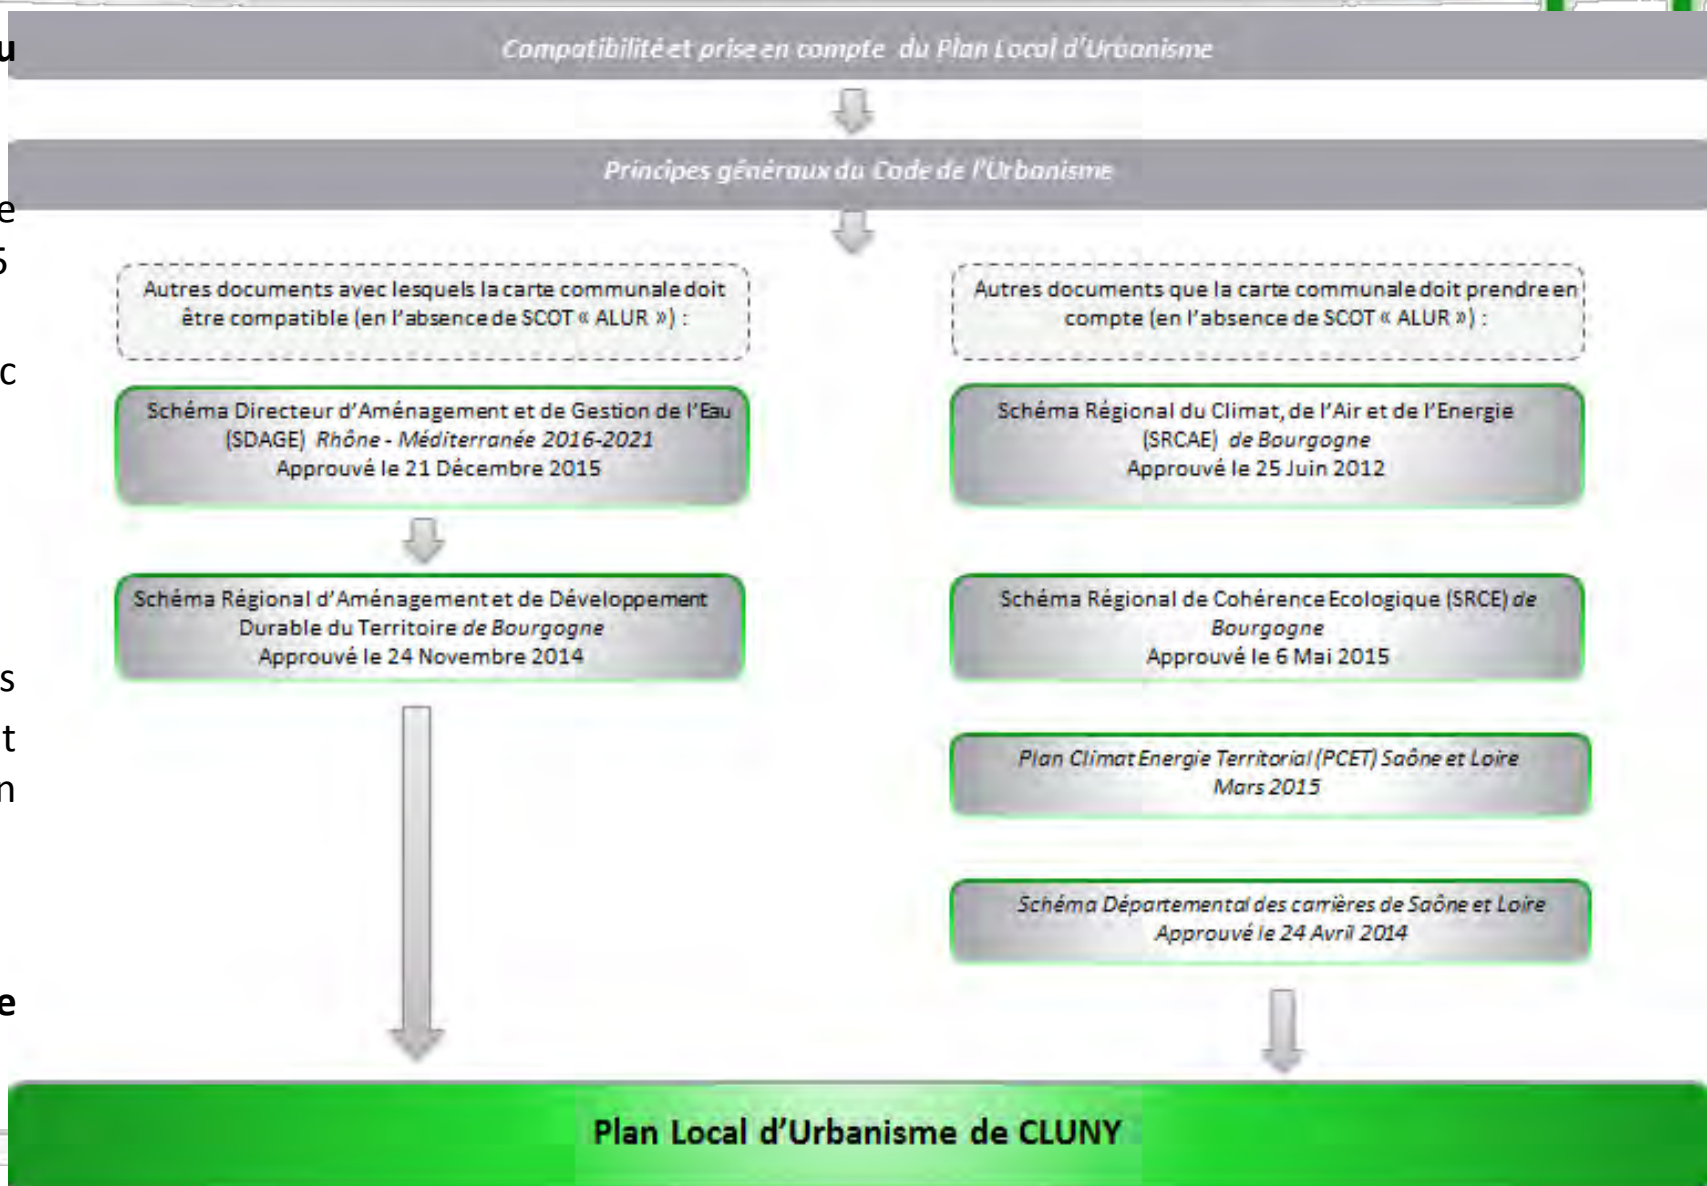 Compatibilité et prise en compte du Plan Local d'Urbanisme
Principes généraux du Code de l'Urbanisme
Autres documents avec lesquels la carte communale doit
être compatible (en l'absence de SCOT « ALUR ») :
Schéma Directeur d'Aménagement et de Gestion de l'Eau
(SDAGE) Rhône - Méditerranée 2016-2021
Approuvé le 21 Décembre 2015
Schéma Régional d'Aménagement et de Développement
Durable du Territoire de Bourgogne
Approuvé le 24 Novembre 2014
Autres documents que la carte communale doit prendre en
compte (en l'absence de SCOT « ALUR ») :
Schéma Régional du Climat, de l'Air et de l'Energie
(SRCAE) de Bourgogne
Approuvé le 25 Juin 2012
Schéma Régional de Cohérence Ecologique (SRCE) de
Bourgogne
Approuvé le 6 Mai 2015
Plan Climat Energie Territorial (PCET) Saône et Loire
Mars 2015
Schéma Départemental des carrières de Saône et Loire
Approuvé le 24 Avril 2014
Plan Local d'Urbanisme de CLUNY
u
e
5
c
s
t
n
e